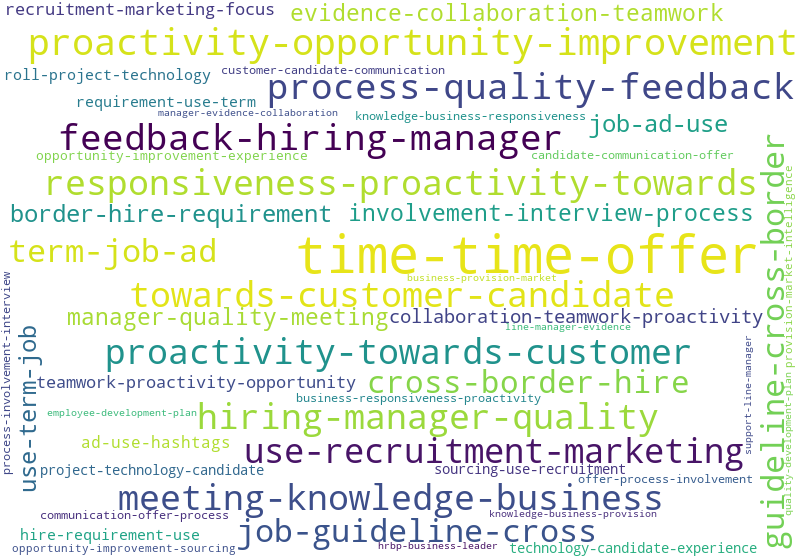 recruitment-marketing-focus
evidence-collaboration-teamwork
proactivity-opportunity-improvement
roll-project-technology
customer-candidate-communication
process-quality-feedback
requirement-use-term
manager-evidence-collaboration
knowledge-business-responsiveness
job-ad-use
feedback-hiring-manager
opportunity-improvement-experience
candidate-communication-offer
responsiveness-proactivity-towards
border-hire-requirement
involvement-interview-process
term-job-ad
time-time-offer
business-provision-market
towards-customer-candidate
manager-quality-meeting
collaboration-teamwork-proactivity
line-manager-evidence
proactivity-towards-customer
teamwork-proactivity-opportunity
cross-border-hire
business-responsiveness-proactivity
employee-development-plan
hiring-manager-quality
ad-use-hashtags
use-recruitment-marketing
project-technology-candidate
sourcing-use-recruitment
offer-process-involvement
meeting-knowledge-business
communication-offer-process
knowledge-business-provision
job-guideline-cross
hire-requirement-use
opportunity-improvement-sourcing
hrbp-business-leader
technology-candidate-experience
process-involvement-interview
use-term-job
support-line-manager
guideline-cross-border
provision-market-intelligence
quality-development-plan